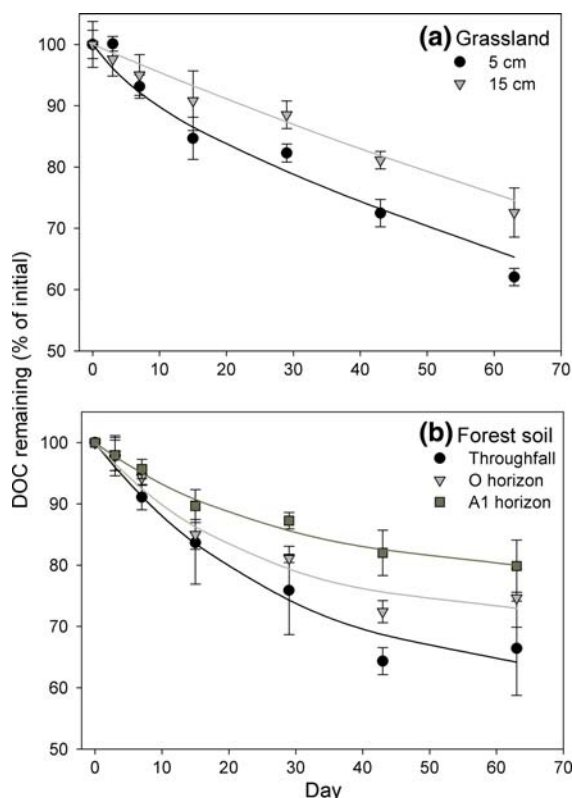 (a) Grassland
5 cm
15 cm
100
90
80
70
60
50
0 10 20 30 40 50 60 70
DOC remaining (% of initial)
(b) Forest soil
Throughfall
O horizon
A1 horizon
100
90
80
70
60
50
0 10 20 30 40 50 60 70
Day